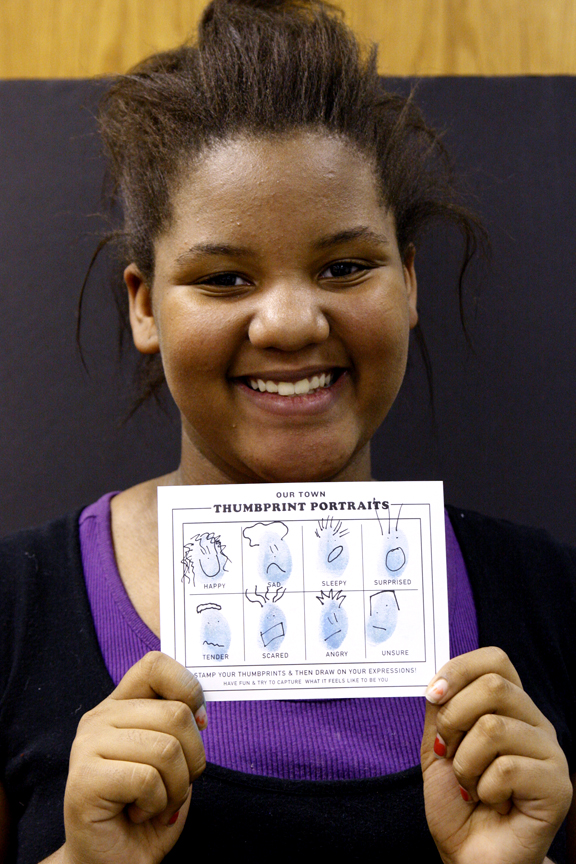 OUR TOWN
THUMBPRINT PORTRAITS
HAPPY SAD SLEEPY SURPRISED
TENDER SCARED ANGRY UNSURE
STAMP YOUR THUMBPRINTS & THEN DRAW ON YOUR EXPRESSIONS!
HAVE FUN & TRY TO CAPTURE WHAT IT FEELS LIKE TO BE YOU